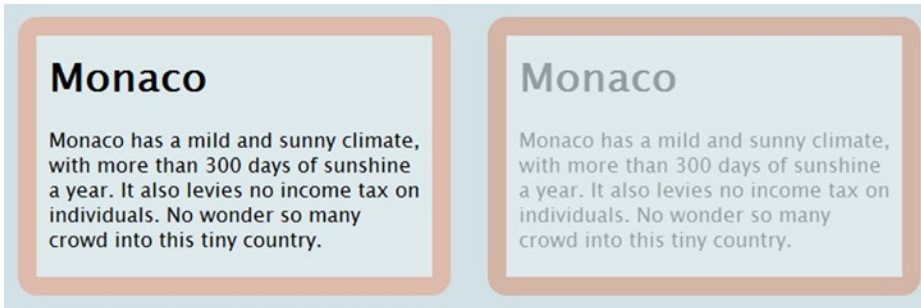 Monaco
Monaco has a mild and sunny climate,
with more than 300 days of sunshine
a year. It also levies no income tax on
individuals. No wonder so many
crowd into this tiny country.
Monaco
Monaco has a mild and sunny climate,
with more than 300 days of sunshine
a year. It also levies no income tax on
individuals. No wonder so many
crowd into this tiny country.